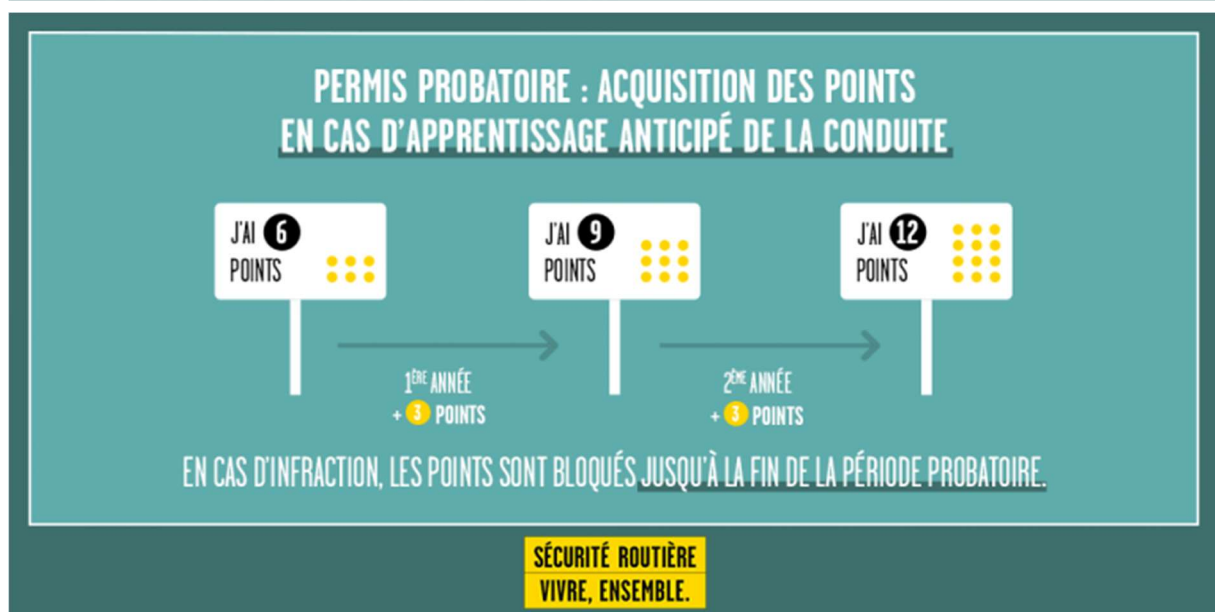 PERMIS PROBATOIRE : ACQUISITION DES POINTS
EN CAS D'APPRENTISSAGE ANTICIPÉ DE LA CONDUITE
J'AI 6
POINTS
J'AI 9
POINTS
J'AI 12
POINTS
1ÈRE ANNÉE
+ 3 POINTS
2ÈME ANNÉE
+ 3 POINTS
EN CAS D'INFRACTION, LES POINTS SONT BLOQUÉS JUSQU'À LA FIN DE LA PÉRIODE PROBATOIRE.
SÉCURITÉ ROUTIÈRE
VIVRE, ENSEMBLE.